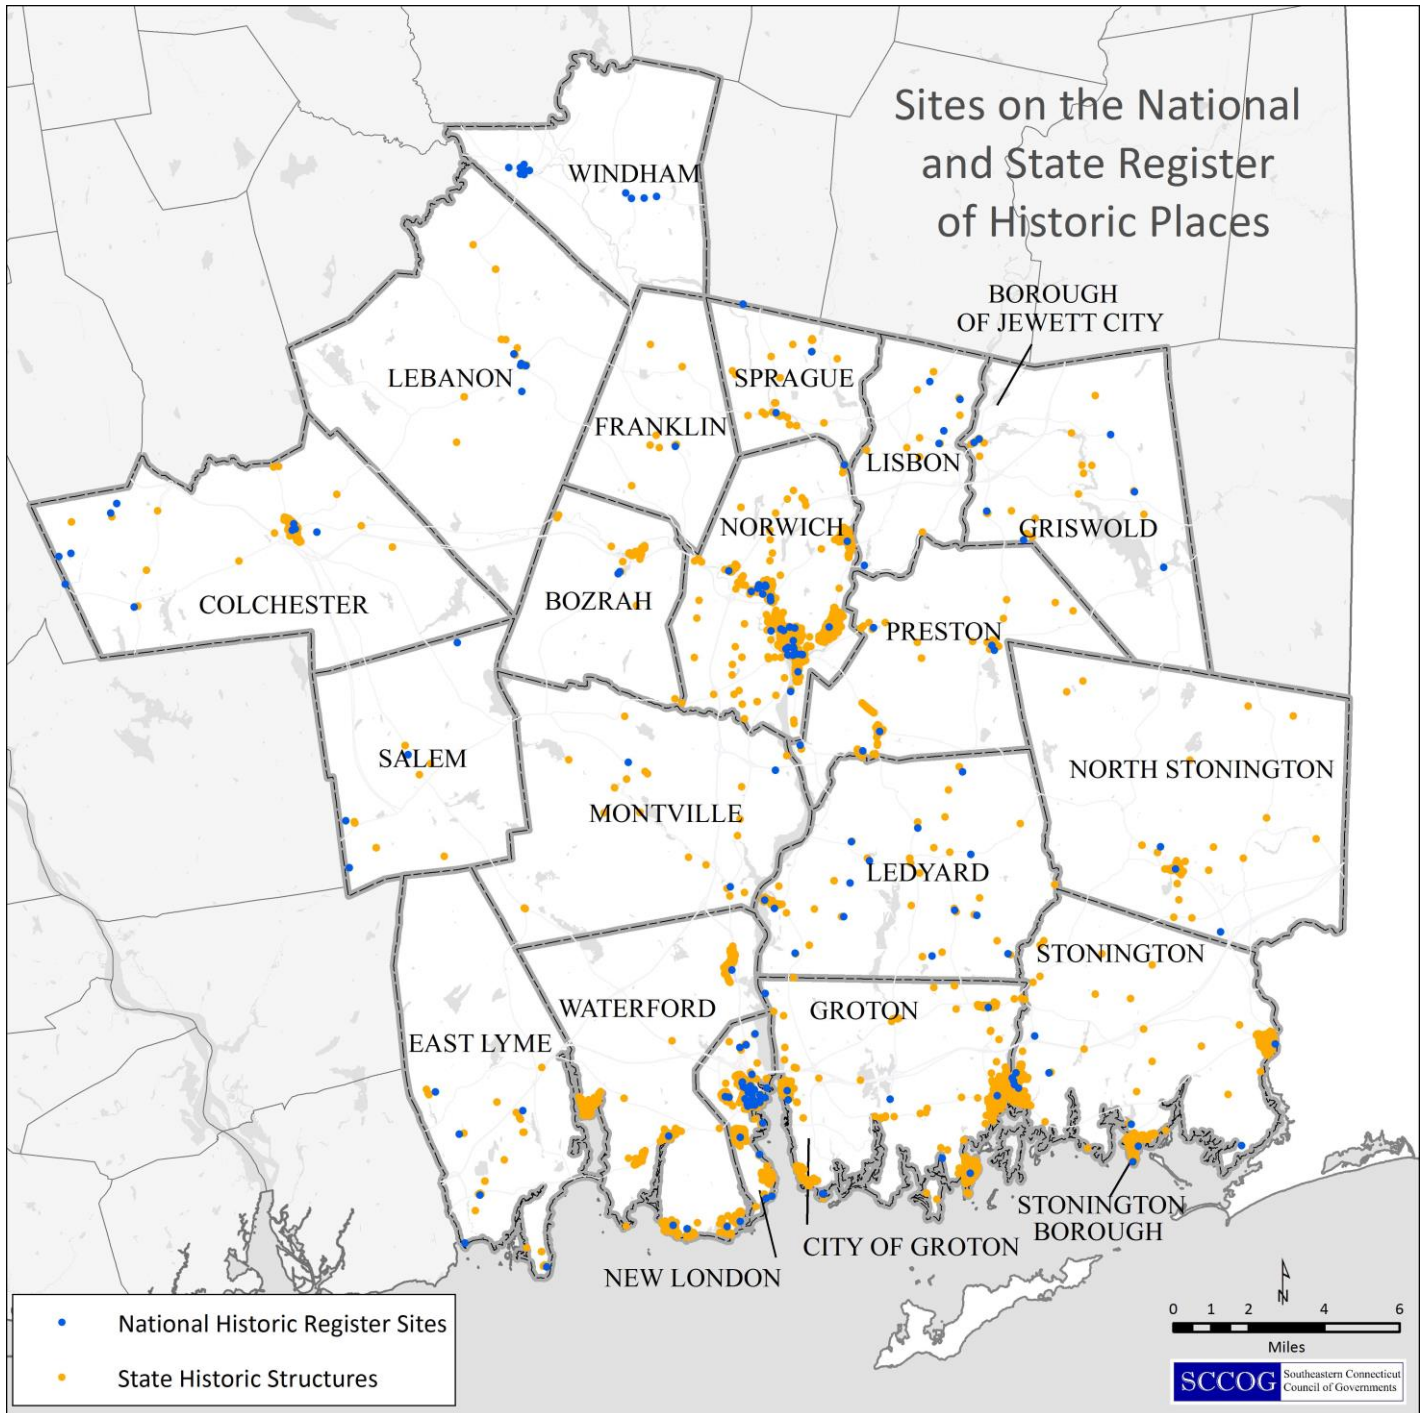 Sites on the National
and State Register
of Historic Places
WINDHAM
BOROUGH
OF JEWETT CITY
LEBANON
SPRAGUE
FRANKLIN
LISBON
NORWICH
GRISWOLD
COLCHESTER
BOZRAH
PRESTON
SALEM
NORTH STONINGTON
MONTVILLE
LEDYARD
STONINGTON
WATERFORD
GROTON
EAST LYME
STONINGTON
BOROUGH
CITY OF GROTON
NEW LONDON
N
0 1 2 4 6
Miles
National Historic Register Sites
State Historic Structures
SCCOG
Southeastern Connecticut
Council of Governments